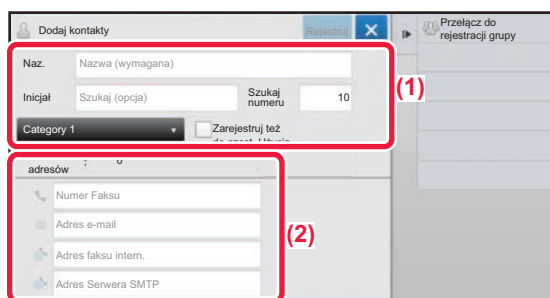 Dodaj kontakty
Rejestruj
Przełącz do
rejestracji grupy
Naz.
Nazwa (wymagana)
Inicjał
Szukaj (opcja)
Szukaj
numeru
10
(1)
Category 1
Zarejestruj też
adresów
(2)
Numer Faksu
Adres e-mail
Adres faksu intern.
Adres Serwera SMTP